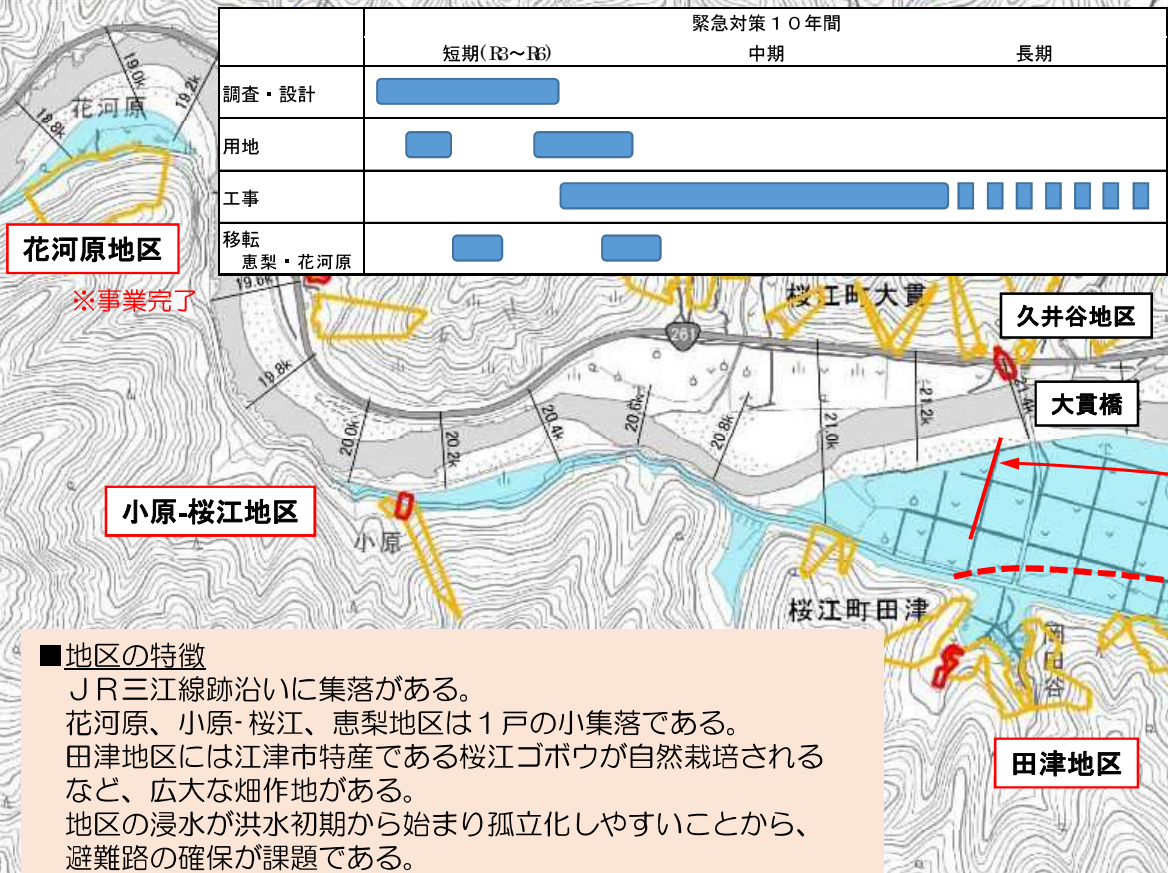 緊急対策１０年間
短期(R3～R6)
中期
長期
調査・設計
用地
工事
移転
恵梨・花河原
19.0k
19.2k
18.8k
花河原
花河原地区
※事業完了
19.6k
19.8k
20.0k
20.2k
20.4k
20.6k
20.8k
21.0k
21.2k
21.4k
261
桜江町大貫
久井谷地区
大貫橋
小原-桜江地区
小原
桜江町田津
岡田谷
田津地区
■地区の特徴
ＪＲ三江線跡沿いに集落がある。
花河原、小原-桜江、恵梨地区は１戸の小集落である。
田津地区には江津市特産である桜江ゴボウが自然栽培される
など、広大な畑作地がある。
地区の浸水が洪水初期から始まり孤立化しやすいことから、
避難路の確保が課題である。